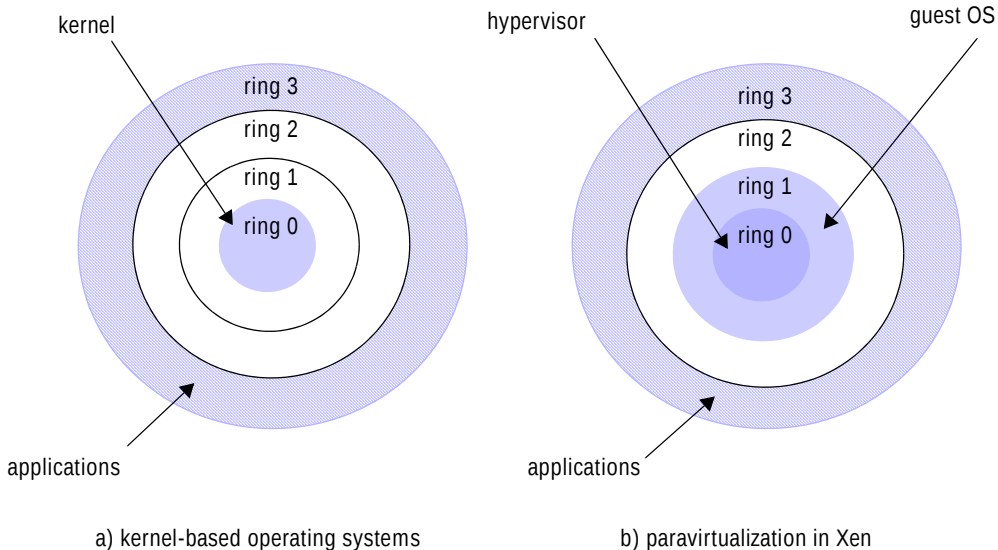 kernel
ring 3
ring 2
ring 1
ring 0
applications
a) kernel-based operating systems
hypervisor
guest OS
ring 3
ring 2
ring 1
ring 0
applications
b) paravirtualization in Xen